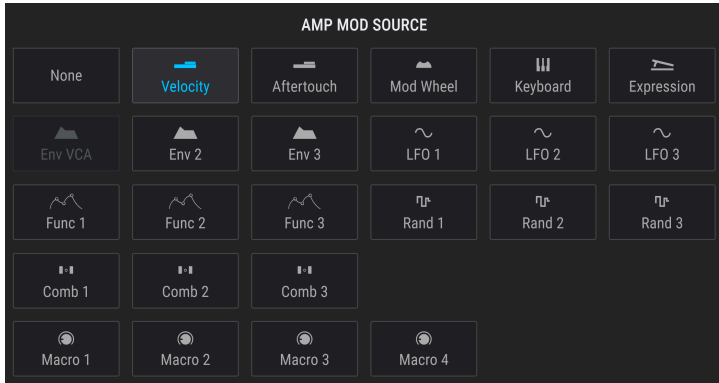 AMP MOD SOURCE
None
Velocity
Aftertouch
Mod Wheel
Keyboard
Expression
Env VCA
Env 2
Env 3
LFO 1
LFO 2
LFO 3
Func 1
Func 2
Func 3
Rand 1
Rand 2
Rand 3
Comb 1
Comb 2
Comb 3
Macro 1
Macro 2
Macro 3
Macro 4